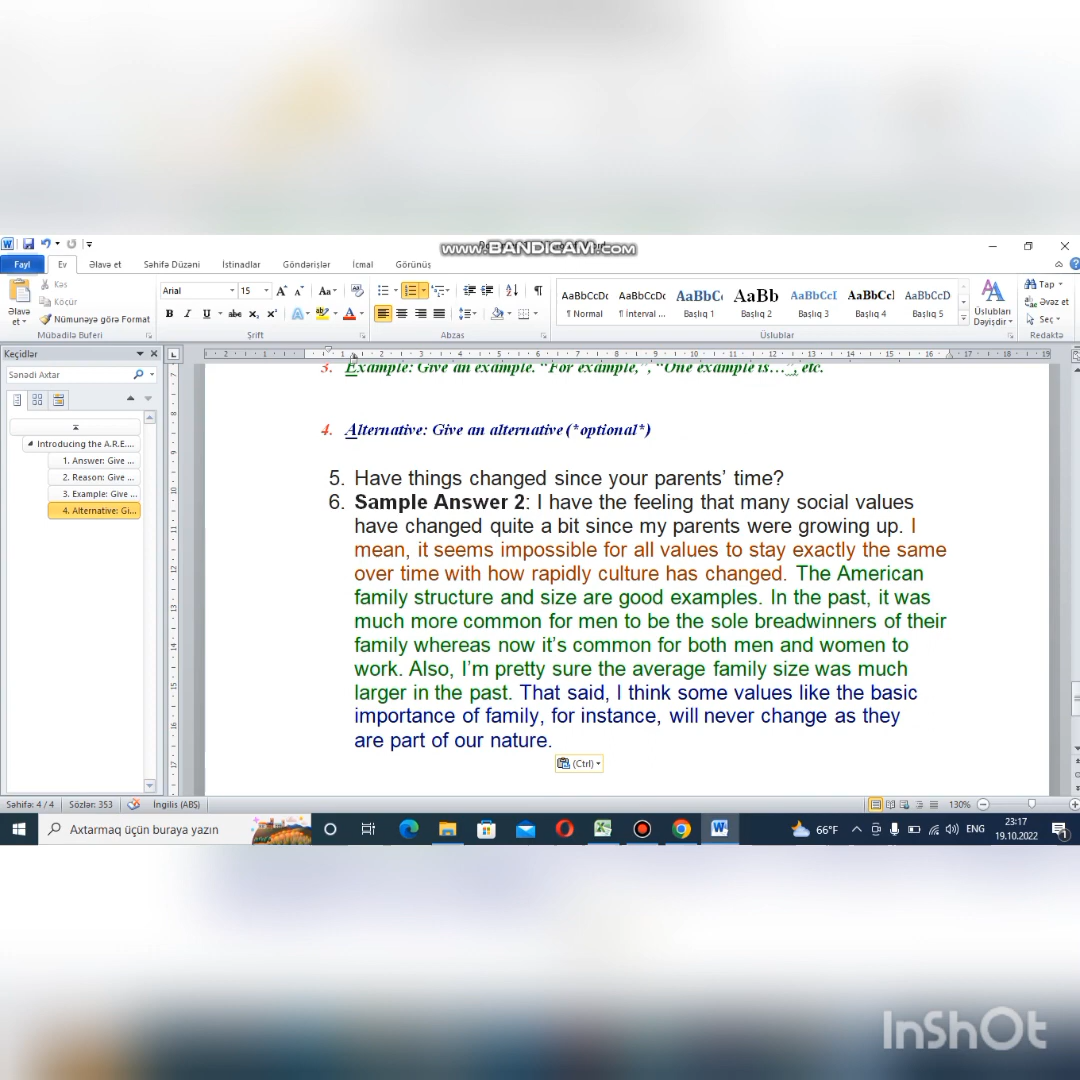 www.BANDICAM.com
Fayl Ev Əlavə et Səhifə Düzəni İstinadlar Göndərişlər İcmal Görünüş
Əlavə et
Kəs
Köcür
Nümunəyə görə Format
Mübadilə Buferi
Arial 15
Şrift
Abzas
AaBbCcDc AaBbCcDc AaBbC AaBb AaBbCcI AaBbCcl AaBbCcD
¶ Normal ¶ İnterval ... Başlıq 1 Başlıq 2 Başlıq 3 Başlıq 4 Başlıq 5
Üslublar
Üslubları Dəyişdir
Tap
Əvəz et
Seç
Redaktə
Keçidlər
Sənədi Axtar
Introducing the A.R.E....
1. Answer: Give ...
2. Reason: Give ...
3. Example: Give ...
4. Alternative: Gi...
3. Example: Give an example. “For example,”, “One example is…”, etc.
4. Alternative: Give an alternative (*optional*)
5. Have things changed since your parents’ time?
6. Sample Answer 2: I have the feeling that many social values
have changed quite a bit since my parents were growing up. I
mean, it seems impossible for all values to stay exactly the same
over time with how rapidly culture has changed. The American
family structure and size are good examples. In the past, it was
much more common for men to be the sole breadwinners of their
family whereas now it’s common for both men and women to
work. Also, I’m pretty sure the average family size was much
larger in the past. That said, I think some values like the basic
importance of family, for instance, will never change as they
are part of our nature.
(Ctrl)
Səhifə: 4 / 4 Sözlər: 353 İngilis (ABŞ) 130%
Axtarmaq üçün buraya yazın
66°F ENG 23:17
19.10.2022
InShOt